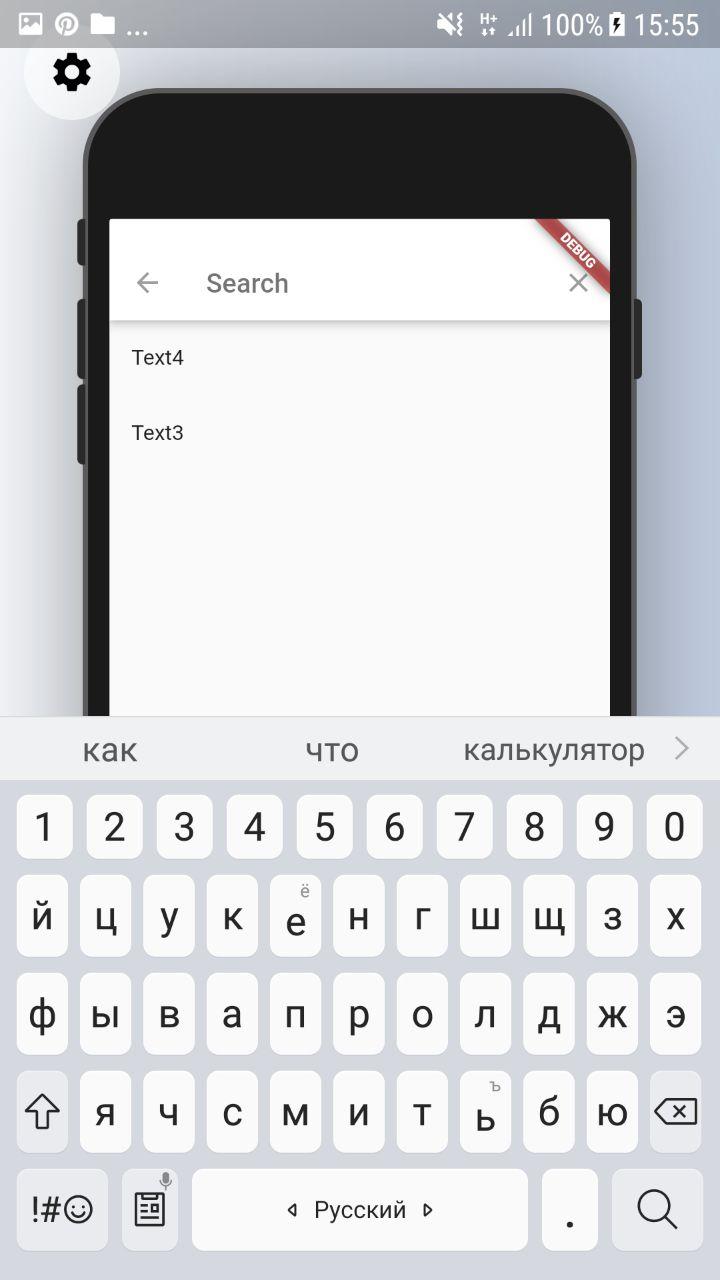 ... H+ 100% 15:55
DEBUG
Search
Text4
Text3
как что калькулятор
1 2 3 4 5 6 7 8 9 0
й ц у к е ё н г ш щ з х
ф ы в а п р о л д ж э
я ч с м и т ь ъ б ю
!#☺ Русский .